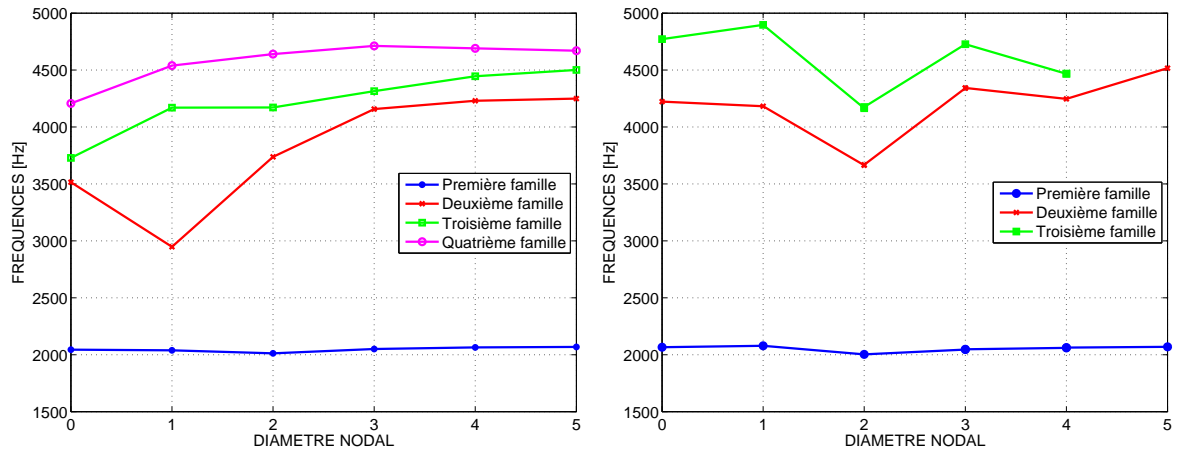 5000
4500
4000
3500
3000
2500
2000
1500
0
1
2
3
4
5
FREQUENCES [Hz]
DIAMETRE NODAL
Première famille
Deuxième famille
Troisième famille
Quatrième famille
5000
4500
4000
3500
3000
2500
2000
1500
0
1
2
3
4
5
FREQUENCES [Hz]
DIAMETRE NODAL
Première famille
Deuxième famille
Troisième famille